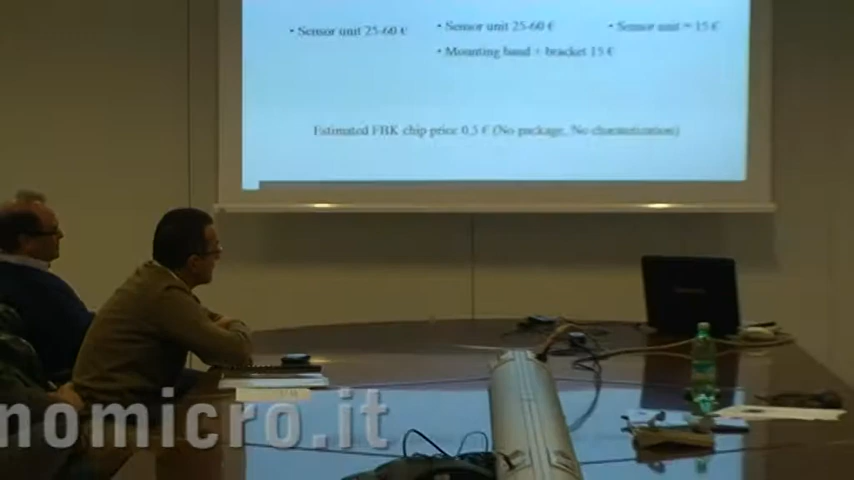 • Sensor unit 25-60 € • Sensor unit 25-60 € • Sensor unit = 15 €
• Mounting band + bracket 15 €
Estimated FBK chip price 0,5 € (No package, No characterization)
nomicro.it